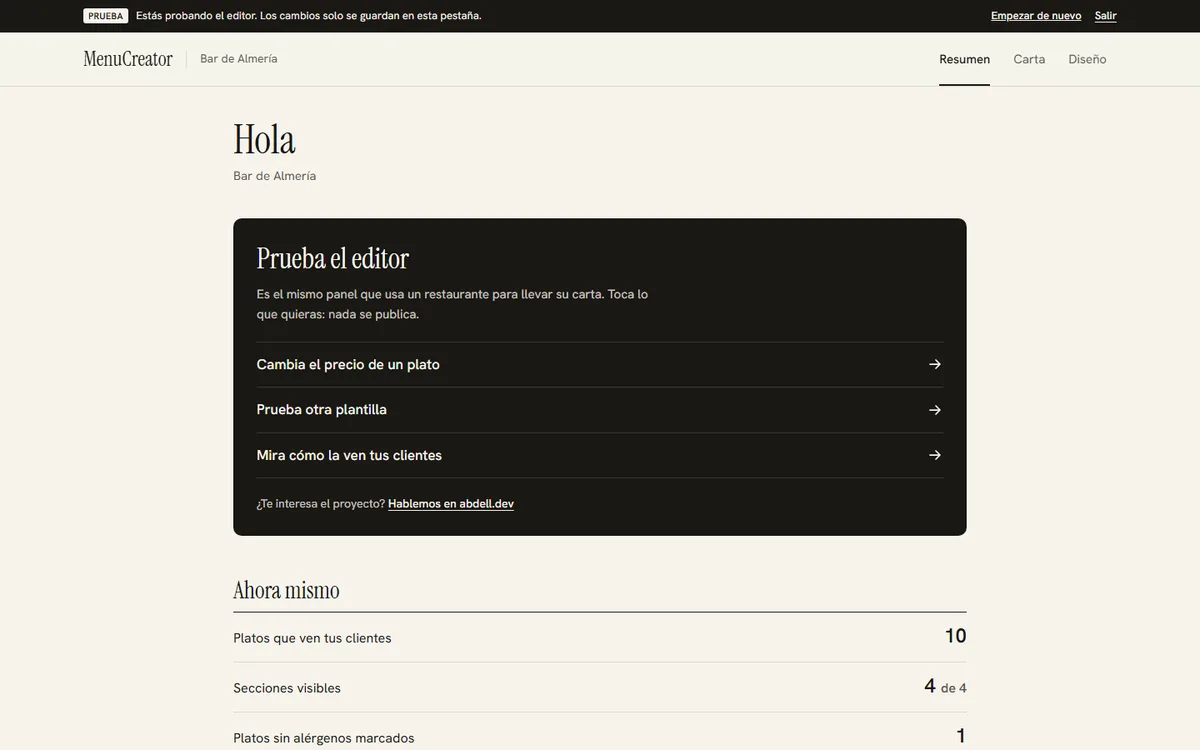 PRUEBA Estás probando el editor. Los cambios solo se guardan en esta pestaña. Empezar de nuevo Salir
MenuCreator Bar de Almería Resumen Carta Diseño
Hola
Bar de Almería
Prueba el editor
Es el mismo panel que usa un restaurante para llevar su carta. Toca lo
que quieras: nada se publica.
Cambia el precio de un plato →
Prueba otra plantilla →
Mira cómo la ven tus clientes →
¿Te interesa el proyecto? Hablemos en abdell.dev
Ahora mismo
Platos que ven tus clientes 10
Secciones visibles 4 de 4
Platos sin alérgenos marcados 1